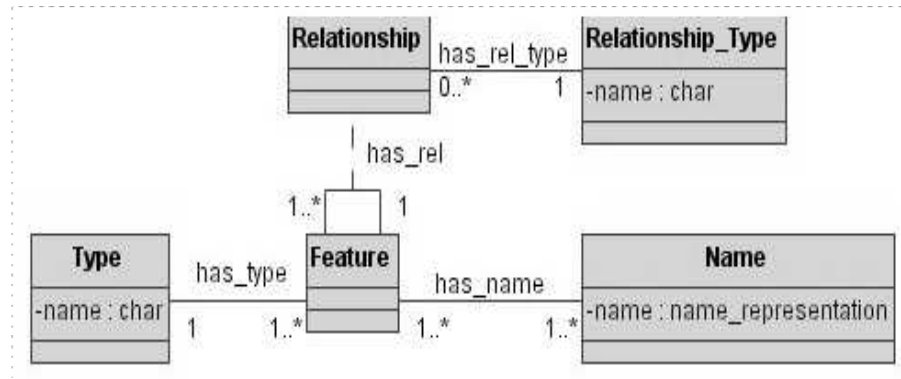 Relationship
Relationship_Type
has_rel_type
0..* 1
-name : char
has_rel
1..* 1
Type
Feature
Name
has_type
has_name
-name : char
-name : name_representation
1 1..* 1..* 1..*